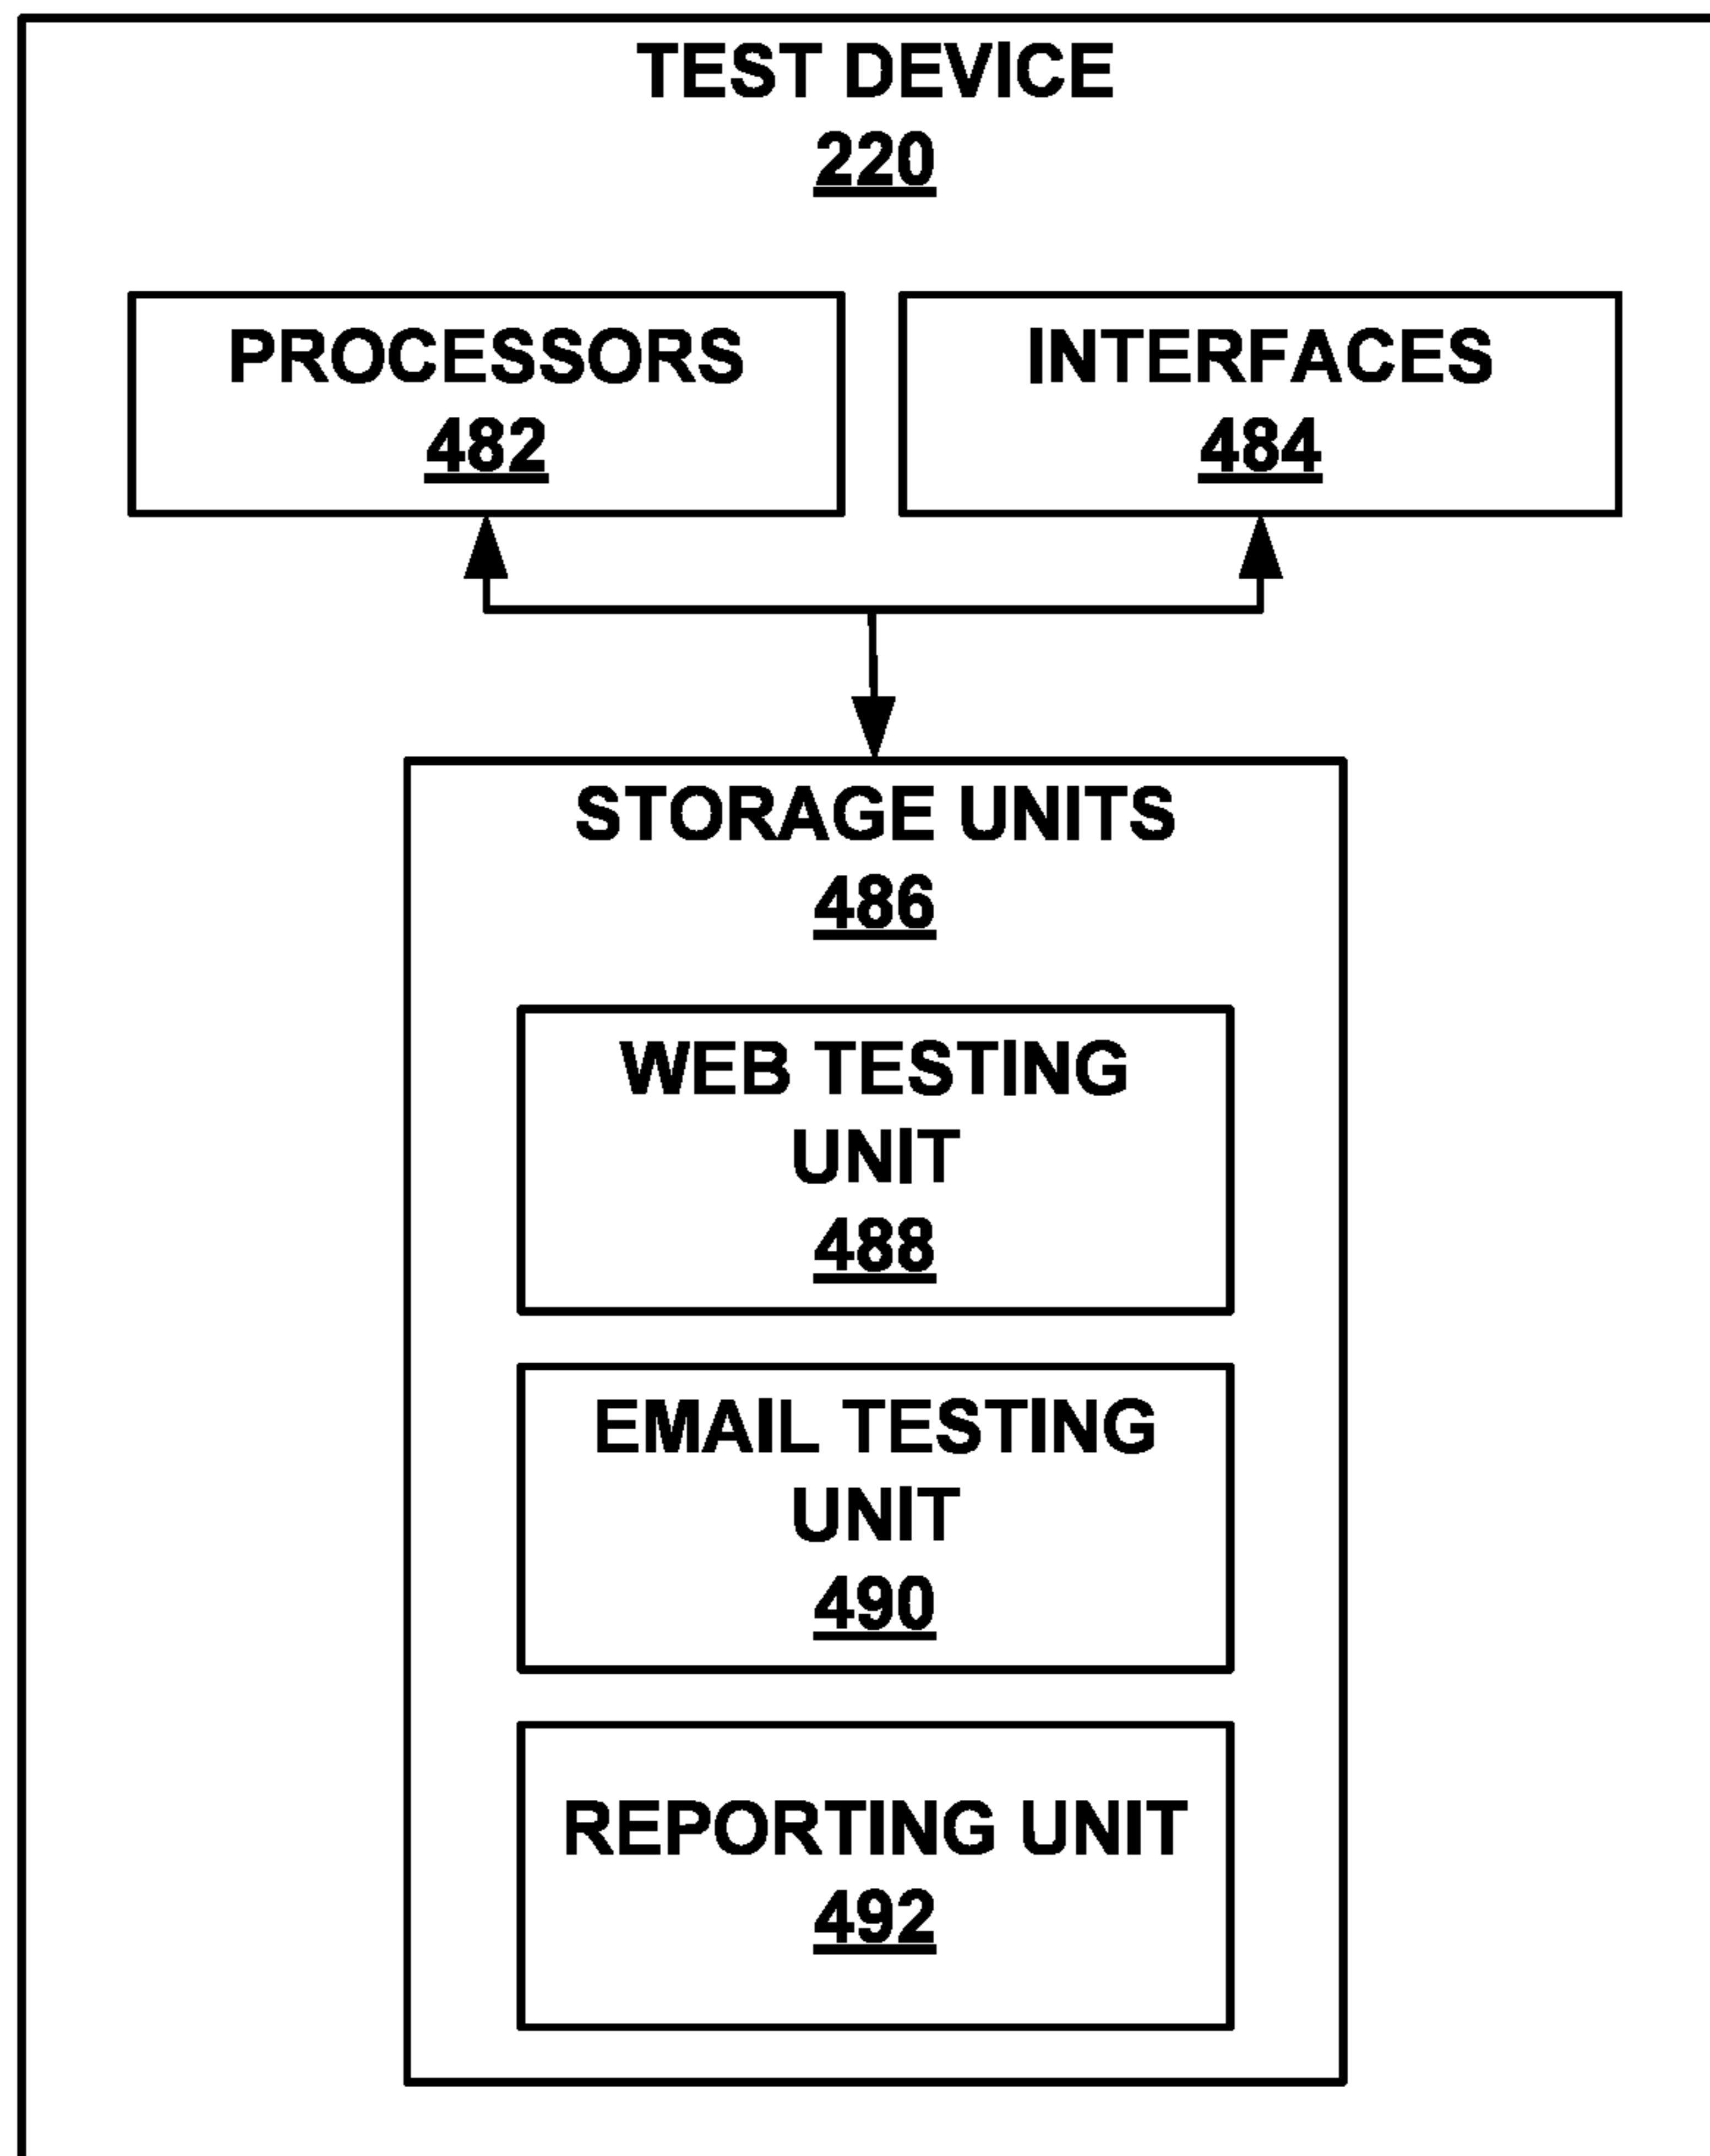 TEST DEVICE
220
PROCESSORS
482
INTERFACES
484
STORAGE UNITS
486
WEB TESTING
UNIT
488
EMAIL TESTING
UNIT
490
REPORTING UNIT
492